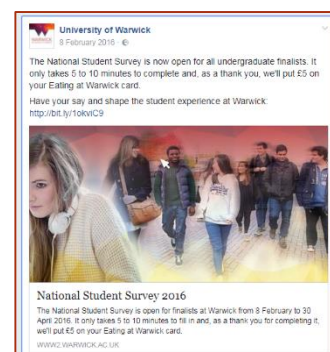 University of Warwick
WARWICK
8 February 2016
The National Student Survey is now open for all undergraduate finalists. It
only takes 5 to 10 minutes to complete and, as a thank you, we'll put £5 on
your Eating at Warwick card.
Have your say and shape the student experience at Warwick:
http://bit.ly/1okviC9
National Student Survey 2016
The National Student Survey is open for finalists at Warwick from 8 February to 30
April 2016. It only takes 5 to 10 minutes to fill in and, as a thank you for completing it,
we'll put £5 on your Eating at Warwick card.
WWW2.WARWICK.AC.UK